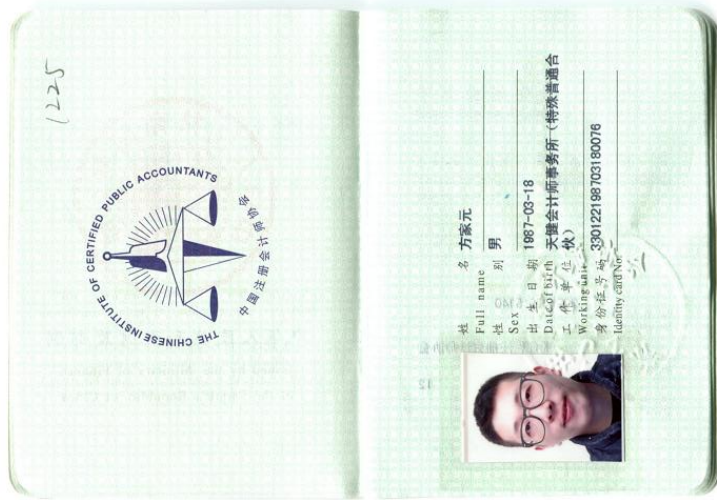 1225
THE CHINESE INSTITUTE OF CERTIFIED PUBLIC ACCOUNTANTS
中国注册会计师协会
姓 名 方家元
Full name
性 别 男
Sex
出 生 日 期 1987-03-18
Date of birth
工 作 单 位 天健会计师事务所（特殊普通合
Working unit 伙）
身份证号码 330122198703180076
Identity card No.